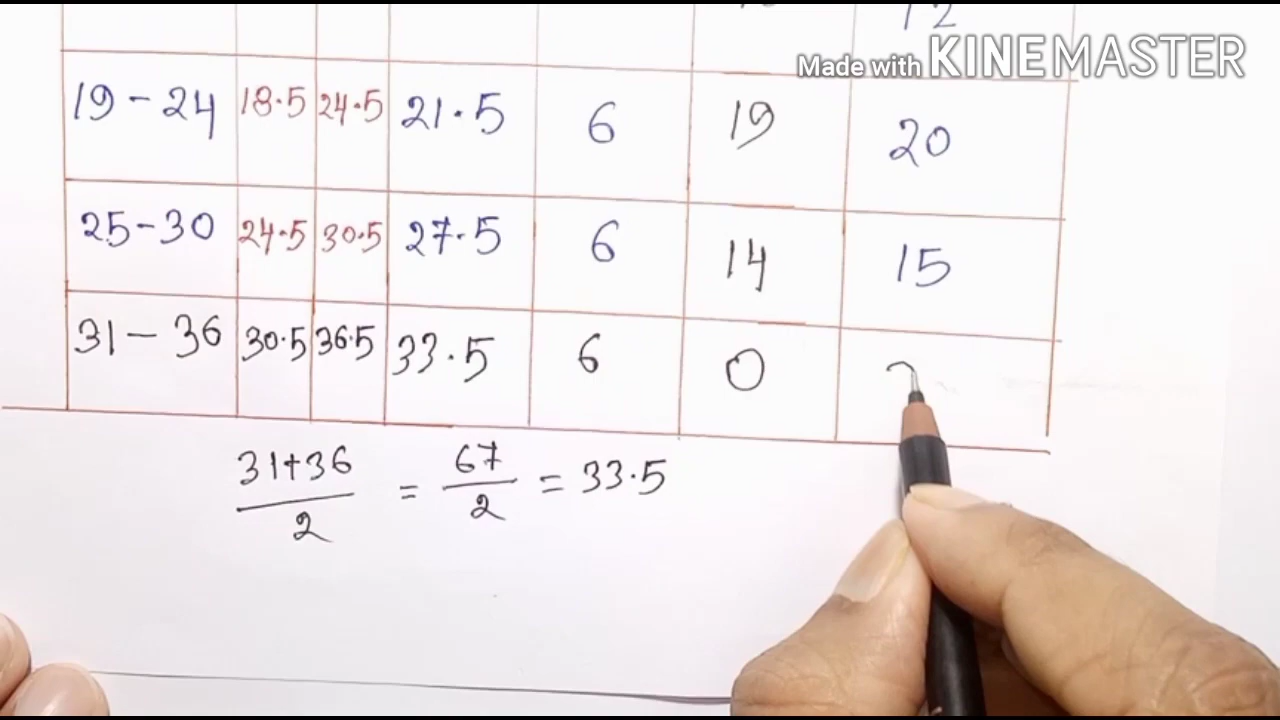 12
Made with KINEMASTER
19 - 24 18.5 24.5 21.5 6 19 20
25-30 24.5 30.5 27.5 6 14 15
31 - 36 30.5 36.5 33.5 6 0
31+36
= 67 = 33.5
2 2